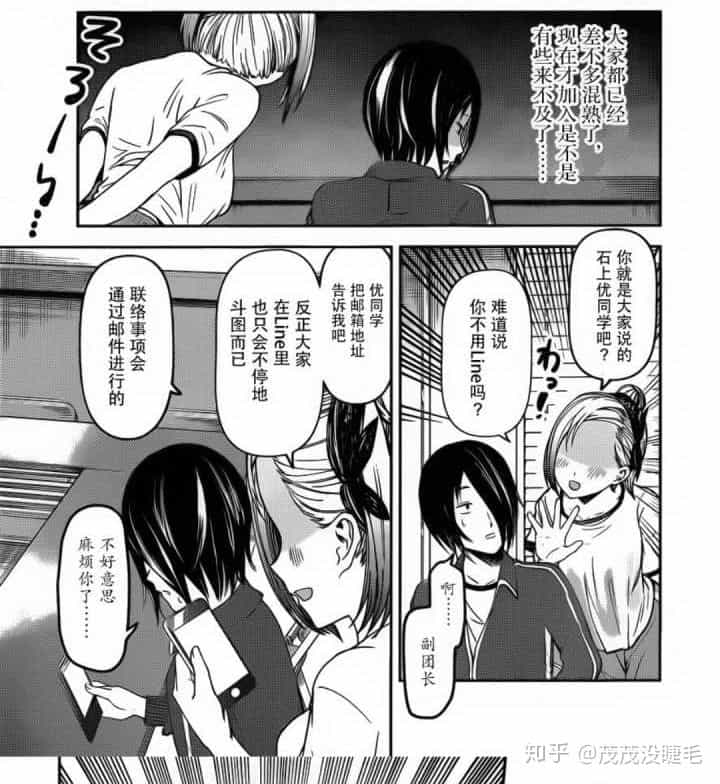 大家都已经
差不多混熟了,
现在才加入是不是
有些来不及了……
そろ〜り…
你就是大家说的
石上优同学吧?
わっ!
难道说
你不用Line吗?
啊……
副团长
优同学
把邮箱地址
告诉我吧
反正大家
在Line里
也只会不停地
斗图而已
联络事项会
通过邮件进行的
不好意思
麻烦你了……
知乎 @茂茂没睫毛